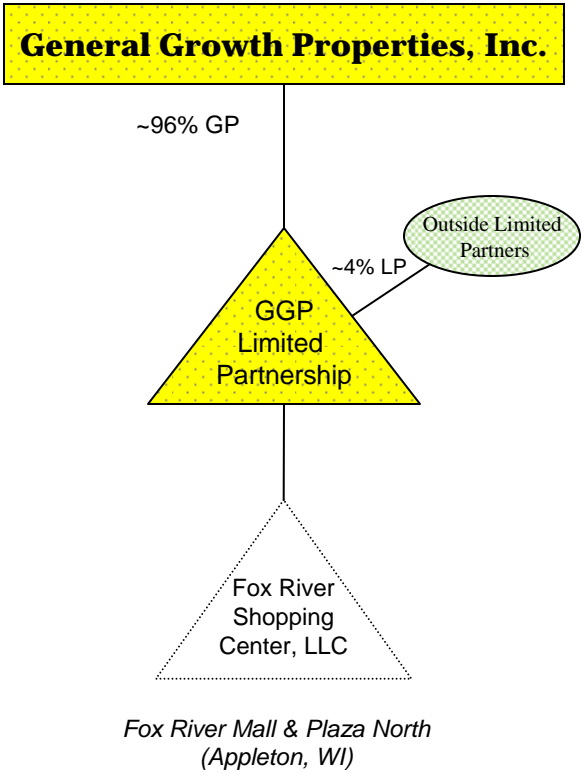 General Growth Properties, Inc.
~96% GP
Outside Limited
Partners
~4% LP
GGP
Limited
Partnership
Fox River
Shopping
Center, LLC
Fox River Mall & Plaza North
(Appleton, WI)